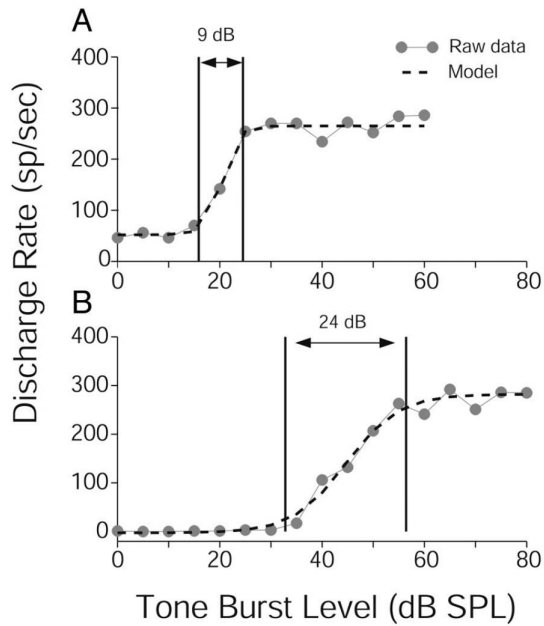 A
9 dB
Raw data
Model
400
300
200
100
0
0
20
40
60
80
B
24 dB
400
300
200
100
0
0
20
40
60
80
Discharge Rate (sp/sec)
Tone Burst Level (dB SPL)